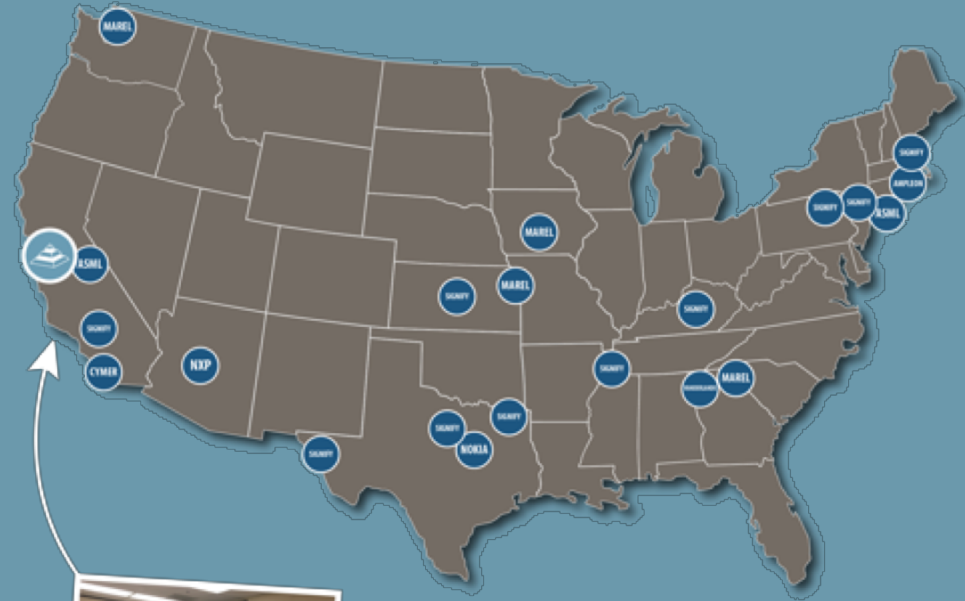 MAREL
SIGNIFY
AMPLEON
SIGNIFY
SIGNIFY
ASML
MAREL
ASML
MAREL
SIGNIFY
SIGNIFY
SIGNIFY
CYMER
NXP
SIGNIFY
VANDERLANDE
MAREL
SIGNIFY
SIGNIFY
NOKIA
SIGNIFY